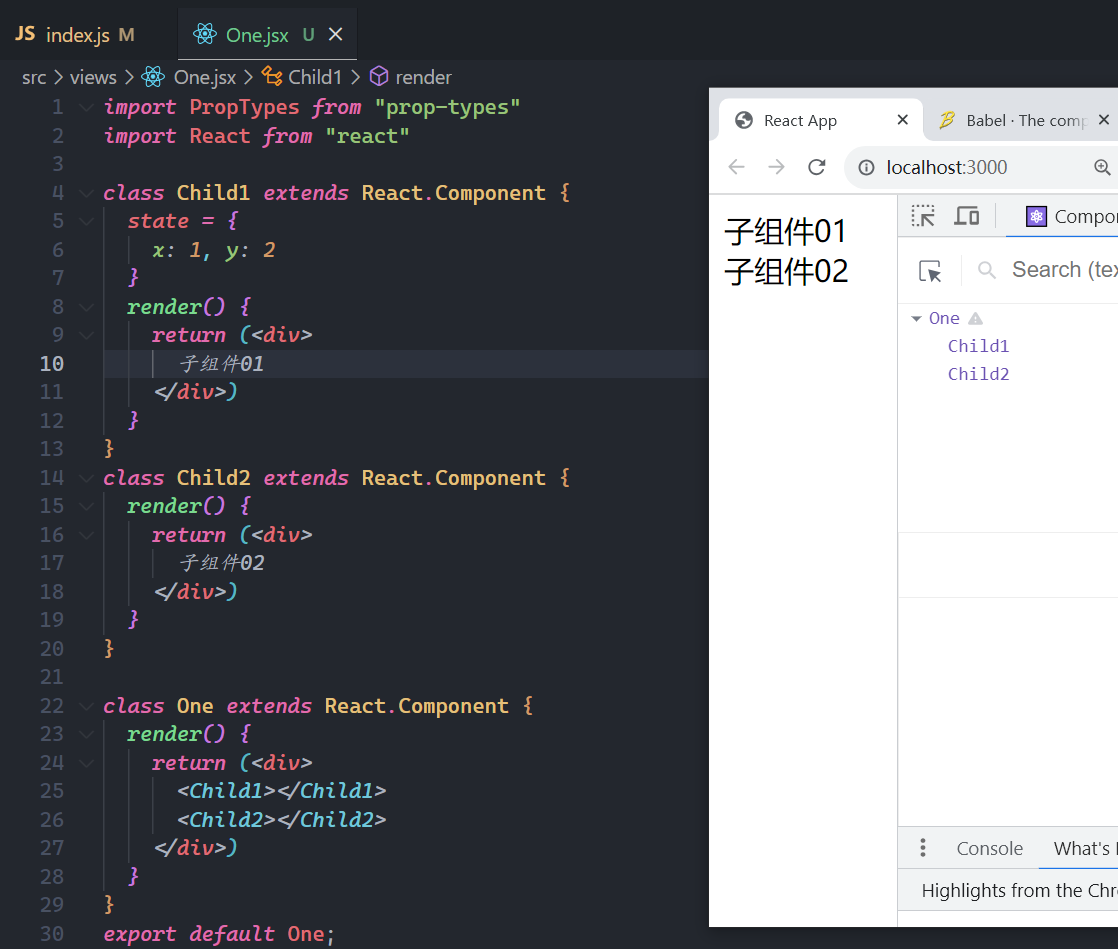 JS index.js M
One.jsx U
src > views > One.jsx > Child1 > render
1 import PropTypes from "prop-types"
2 import React from "react"
3
4 class Child1 extends React.Component {
5 state = {
6 x: 1, y: 2
7 }
8 render() {
9 return (<div>
10 子组件01
11 </div>)
12 }
13 }
14 class Child2 extends React.Component {
15 render() {
16 return (<div>
17 子组件02
18 </div>)
19 }
20 }
21
22 class One extends React.Component {
23 render() {
24 return (<div>
25 <Child1></Child1>
26 <Child2></Child2>
27 </div>)
28 }
29 }
30 export default One;
React App
Babel · The comp
localhost:3000
子组件01
子组件02
Compo
Search (te
One
Child1
Child2
Console What's
Highlights from the Chr